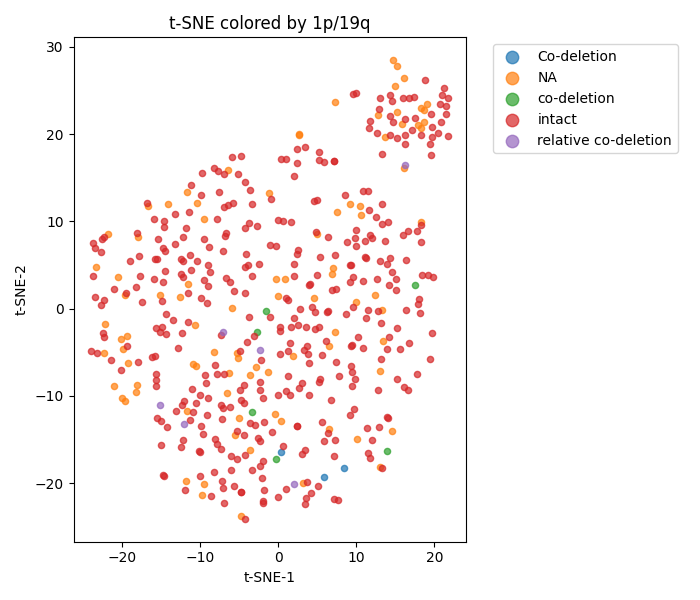 t-SNE colored by 1p/19q
30
20
10
0
−10
−20
t-SNE-2
−20
−10
0
10
20
t-SNE-1
Co-deletion
NA
co-deletion
intact
relative co-deletion